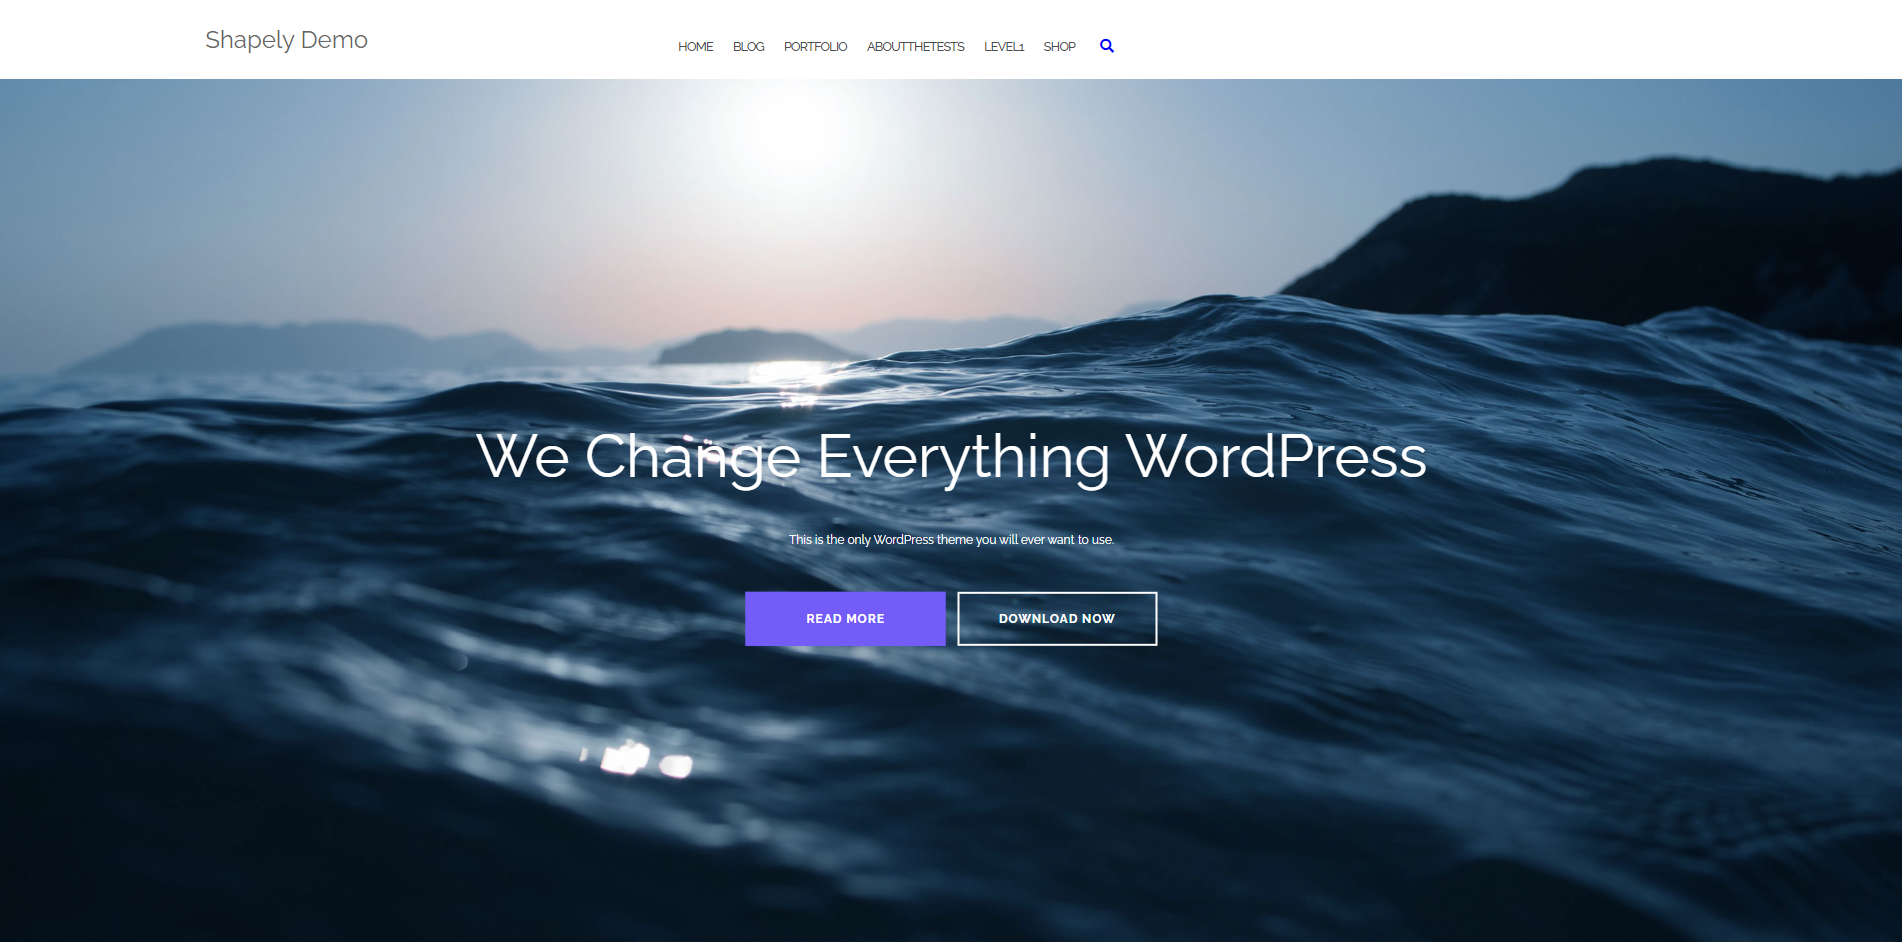 Shapely Demo
HOME BLOG PORTFOLIO ABOUTTHETESTS LEVEL1 SHOP
We Change Everything WordPress
This is the only WordPress theme you will ever want to use.
READ MORE DOWNLOAD NOW